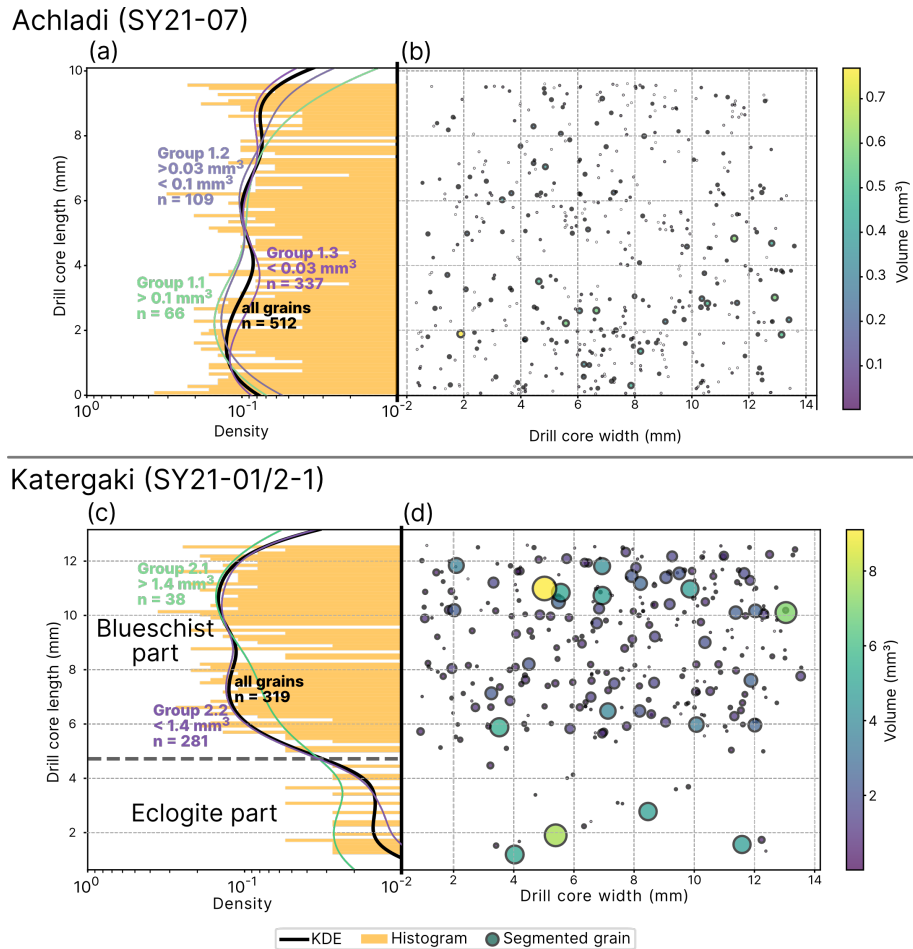 Achladi (SY21-07)
(a)
(b)
Drill core length (mm)
10
8
6
4
2
0
Group 1.2
>0.03 mm³
< 0.1 mm³
n = 109
Group 1.3
< 0.03 mm³
n = 337
Group 1.1
> 0.1 mm³
n = 66
all grains
n = 512
10⁰
10⁻¹
10⁻²
Density
2
4
6
8
10
12
14
Drill core width (mm)
0.7
0.6
0.5
0.4
0.3
0.2
0.1
Volume (mm³)
Katergaki (SY21-01/2-1)
(c)
(d)
Drill core length (mm)
12
10
8
6
4
2
Group 2.1
> 1.4 mm³
n = 38
Blueschist
part
all grains
n = 319
Group 2.2
< 1.4 mm³
n = 281
Eclogite part
10⁰
10⁻¹
10⁻²
Density
2
4
6
8
10
12
14
Drill core width (mm)
8
6
4
2
Volume (mm³)
KDE
Histogram
Segmented grain